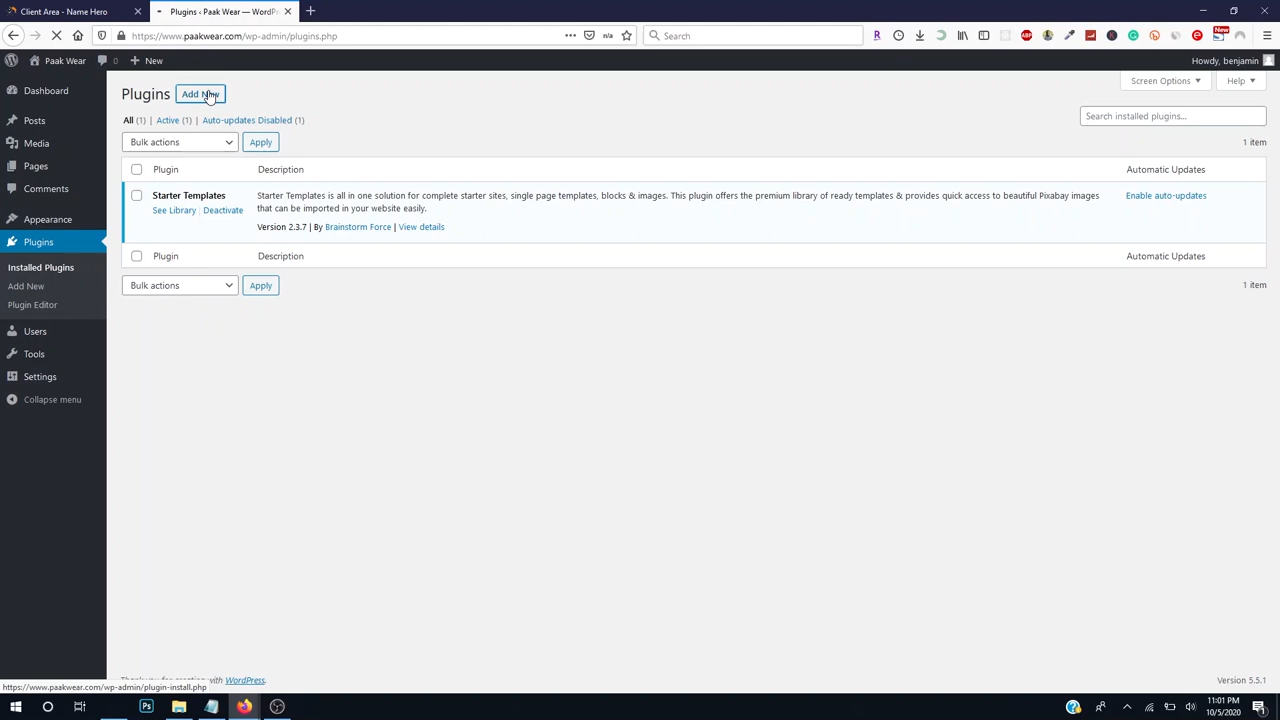 Client Area - Name Hero
Plugins ‹ Paak Wear — WordPr
https://www.paakwear.com/wp-admin/plugins.php
n/a
Search
ABP
New
Paak Wear
0
New
Howdy, benjamin
Dashboard
Posts
Media
Pages
Comments
Appearance
Plugins
Installed Plugins
Add New
Plugin Editor
Users
Tools
Settings
Collapse menu
Plugins Add New
Screen Options
Help
All (1) | Active (1) | Auto-updates Disabled (1)
Search installed plugins...
Bulk actions
Apply
1 item
Plugin
Description
Automatic Updates
Starter Templates
See Library | Deactivate
Starter Templates is all in one solution for complete starter sites, single page templates, blocks & images. This plugin offers the premium library of ready templates & provides quick access to beautiful Pixabay images
that can be imported in your website easily.
Version 2.3.7 | By Brainstorm Force | View details
Enable auto-updates
Plugin
Description
Automatic Updates
Bulk actions
Apply
1 item
Thank you for creating with WordPress.
Version 5.5.1
https://www.paakwear.com/wp-admin/plugin-install.php
Ps
11:01 PM
10/5/2020
1